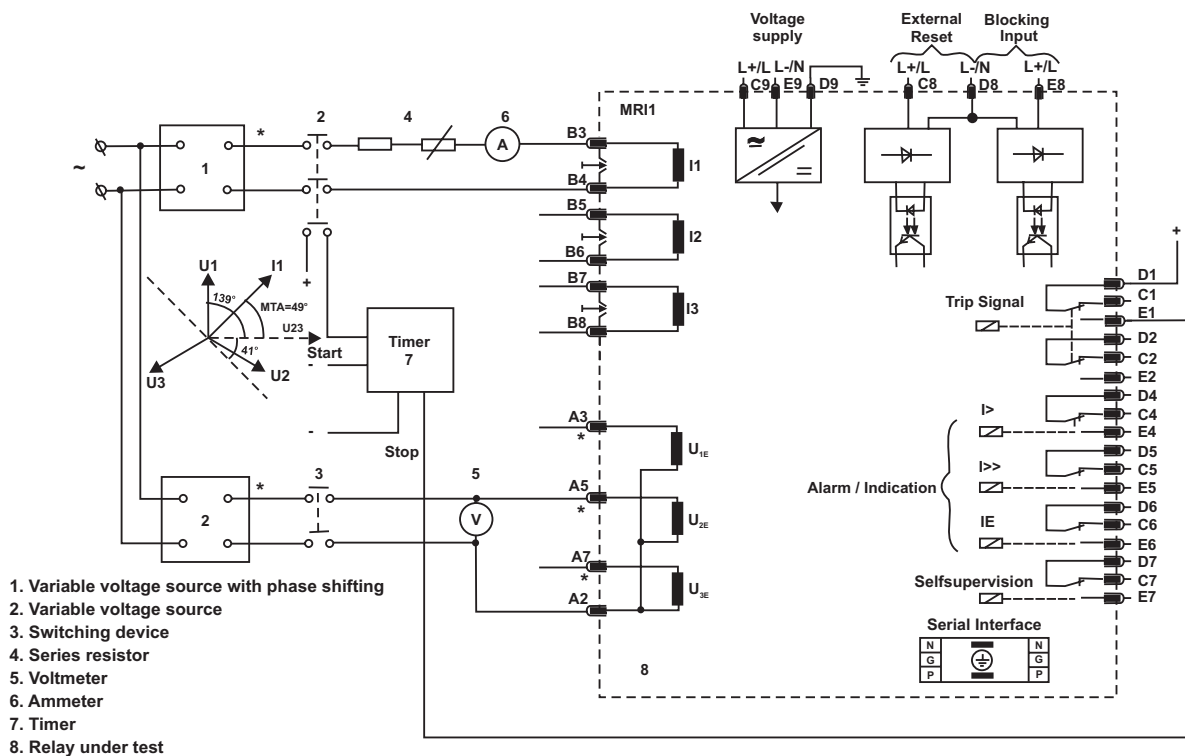 Voltage supply
External Reset
Blocking Input
L+/L L-/N
C9 E9 D9
L+/L L-/N L+/L
C8 D8 E8
MRI1
* 2 4 6
~ 1 A
B3
I1
B4
B5
I2
B6
B7
I3
B8
U1 I1
139°
MTA=49°
U23
41°
U3 U2
+
Start
-
-
Timer
7
Stop
A3
*
U1E
A5
*
U2E
A7
*
U3E
A2
* 3 5
2 V
8
+
Trip Signal
D1
C1
E1
D2
C2
E2
D4
I>
C4
E4
D5
I>>
C5
E5
Alarm / Indication
D6
IE
C6
E6
D7
Selfsupervision
C7
E7
Serial Interface
N N
G G
P P
1. Variable voltage source with phase shifting
2. Variable voltage source
3. Switching device
4. Series resistor
5. Voltmeter
6. Ammeter
7. Timer
8. Relay under test